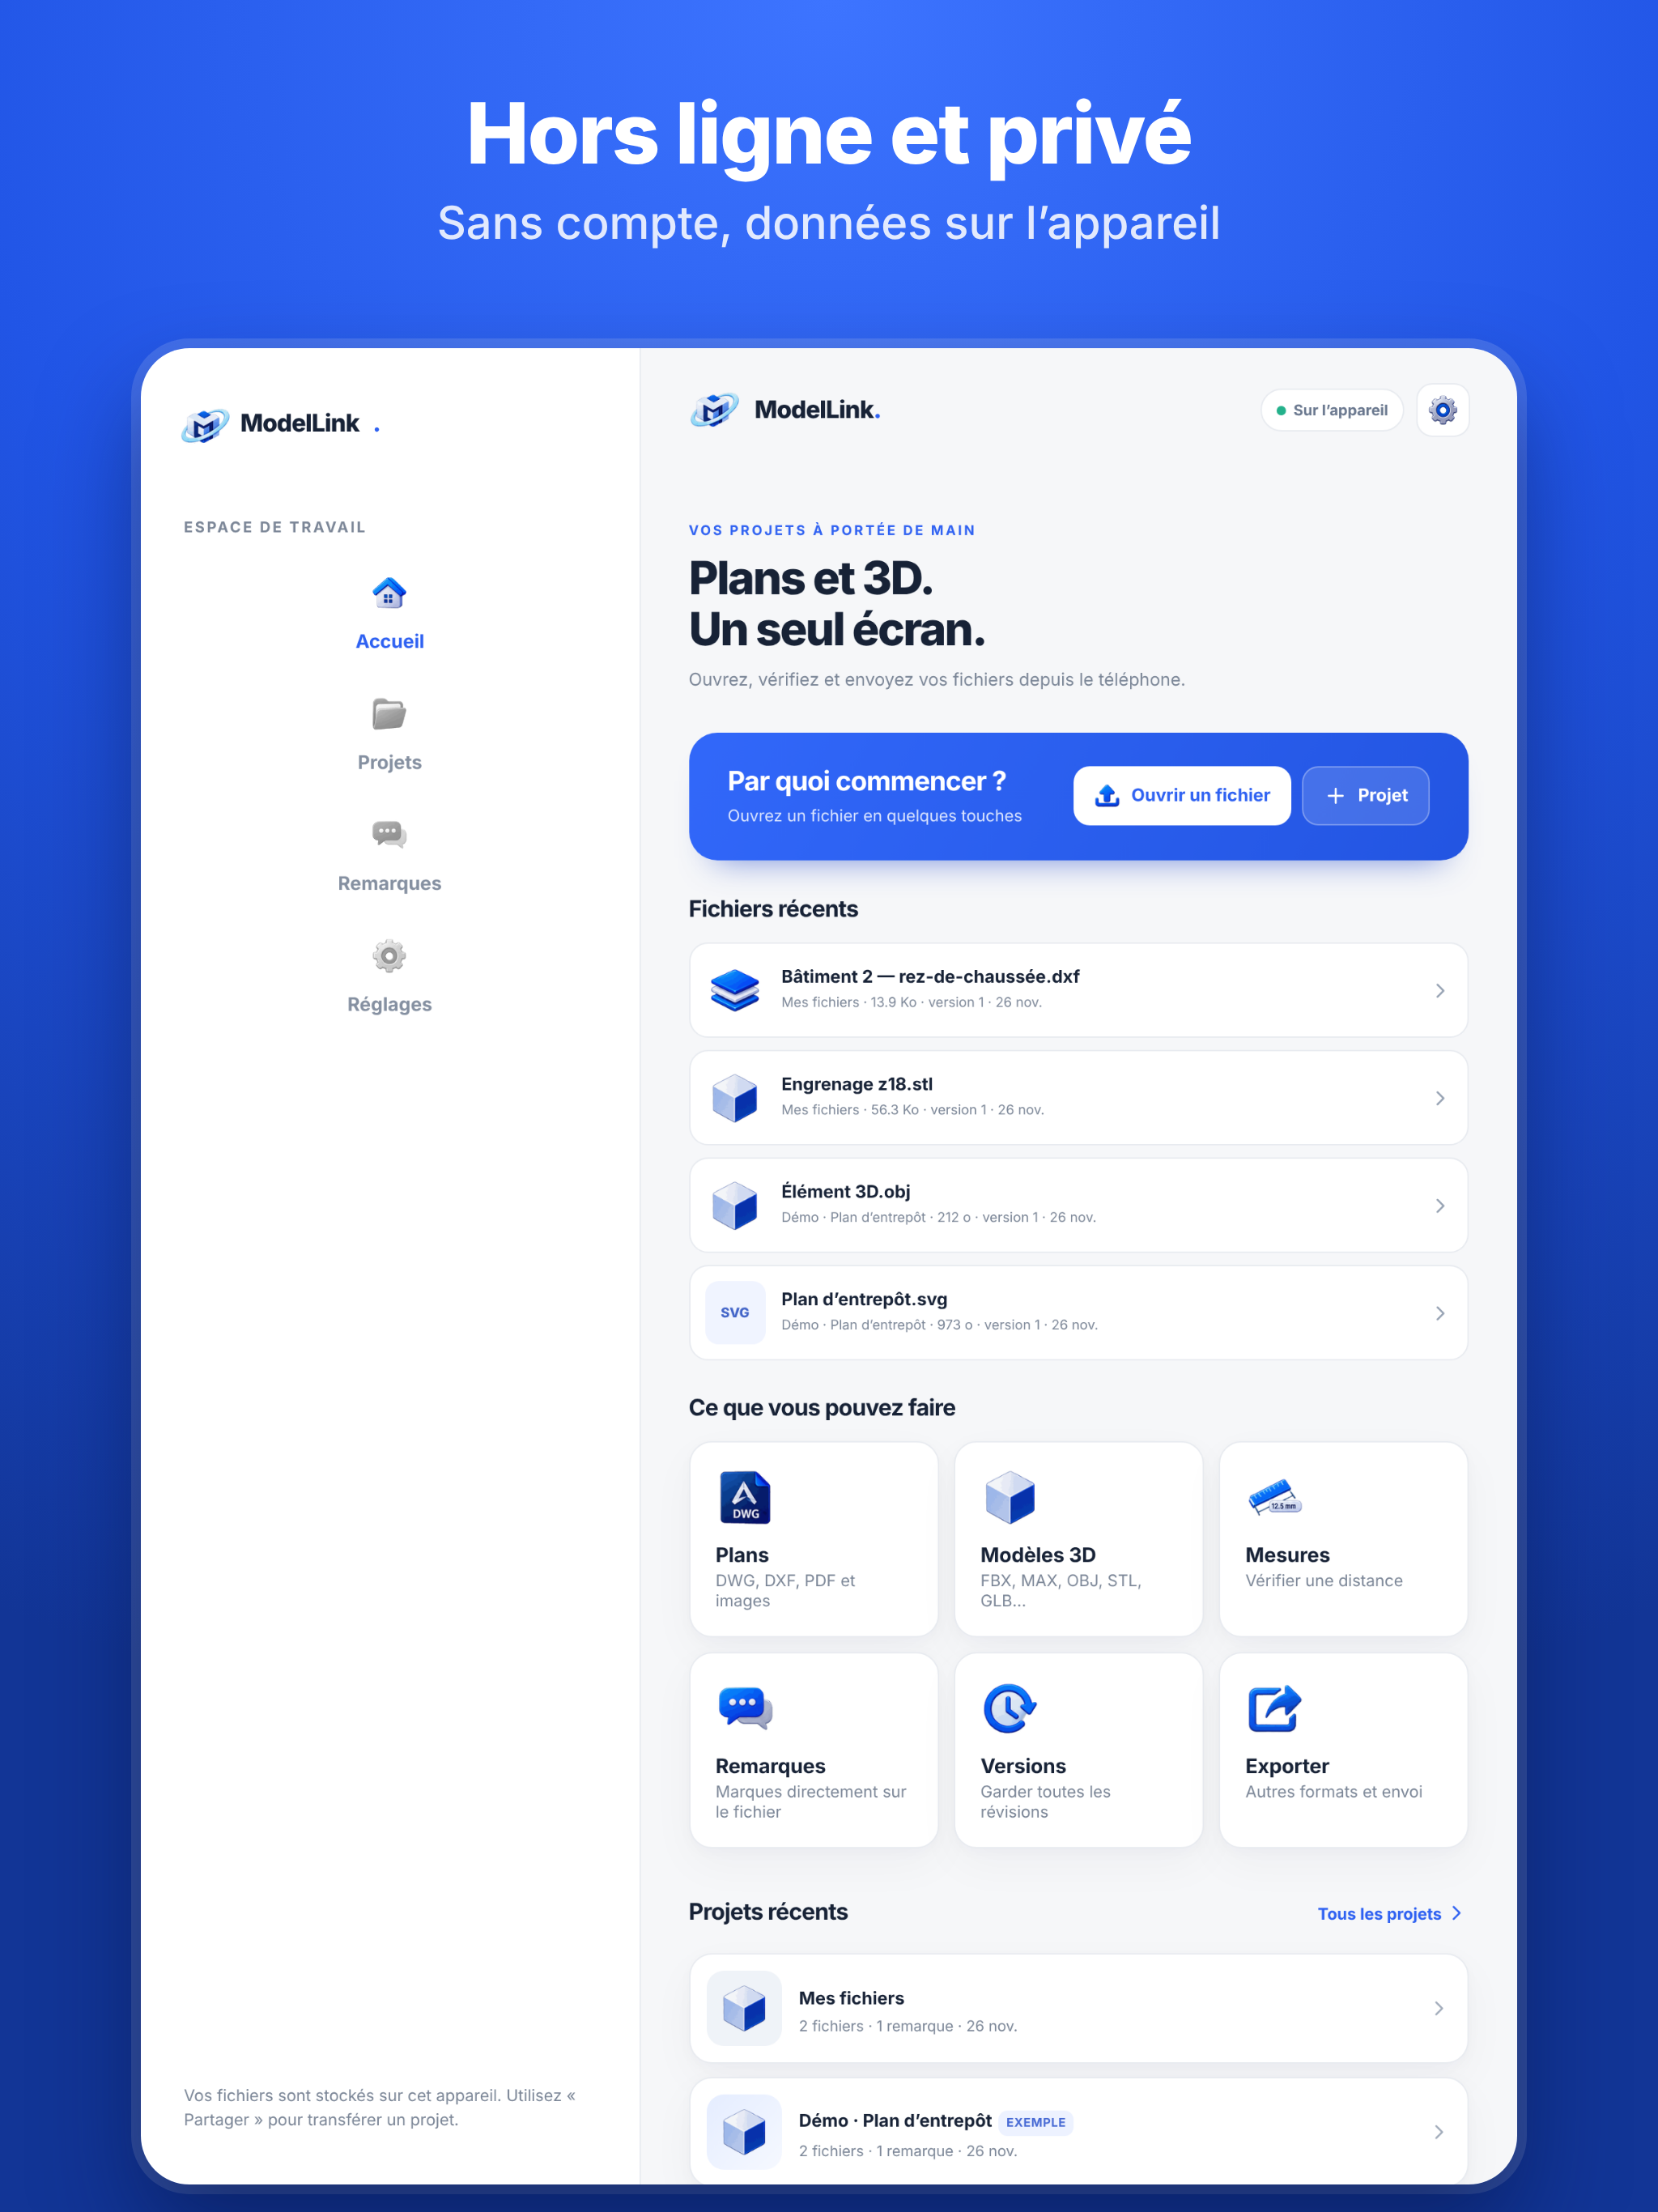 Hors ligne et privé
Sans compte, données sur l’appareil
ModelLink .
ESPACE DE TRAVAIL
Accueil
Projets
Remarques
Réglages
Vos fichiers sont stockés sur cet appareil. Utilisez «
Partager » pour transférer un projet.
ModelLink.
Sur l’appareil
VOS PROJETS À PORTÉE DE MAIN
Plans et 3D.
Un seul écran.
Ouvrez, vérifiez et envoyez vos fichiers depuis le téléphone.
Par quoi commencer ?
Ouvrez un fichier en quelques touches
Ouvrir un fichier
+ Projet
Fichiers récents
Bâtiment 2 — rez-de-chaussée.dxf
Mes fichiers · 13.9 Ko · version 1 · 26 nov.
Engrenage z18.stl
Mes fichiers · 56.3 Ko · version 1 · 26 nov.
Élément 3D.obj
Démo · Plan d’entrepôt · 212 o · version 1 · 26 nov.
SVG
Plan d’entrepôt.svg
Démo · Plan d’entrepôt · 973 o · version 1 · 26 nov.
Ce que vous pouvez faire
DWG
Plans
DWG, DXF, PDF et
images
Modèles 3D
FBX, MAX, OBJ, STL,
GLB…
12.5 mm
Mesures
Vérifier une distance
Remarques
Marques directement sur
le fichier
Versions
Garder toutes les
révisions
Exporter
Autres formats et envoi
Projets récents
Tous les projets
Mes fichiers
2 fichiers · 1 remarque · 26 nov.
Démo · Plan d’entrepôt EXEMPLE
2 fichiers · 1 remarque · 26 nov.